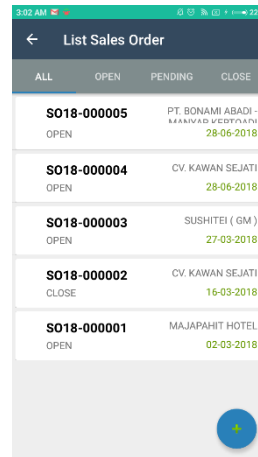 3:02 AM
22
List Sales Order
ALL OPEN PENDING CLOSE
SO18-000005 PT. BONAMI ABADI -
OPEN 28-06-2018
SO18-000004 CV. KAWAN SEJATI
OPEN 28-06-2018
SO18-000003 SUSHITEI ( GM )
OPEN 27-03-2018
SO18-000002 CV. KAWAN SEJATI
CLOSE 16-03-2018
SO18-000001 MAJAPAHIT HOTEL
OPEN 02-03-2018
+